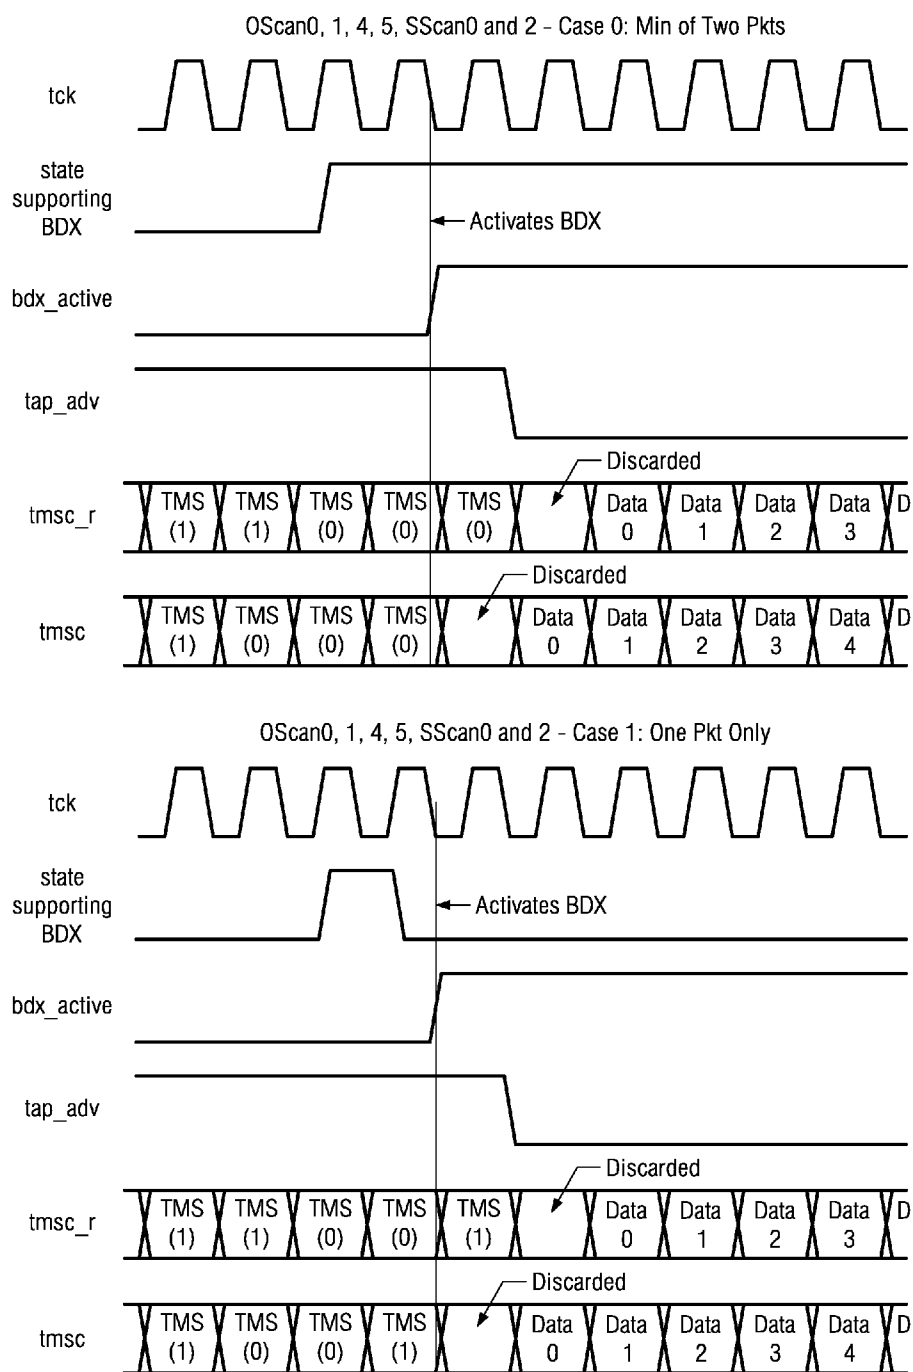 OScan0, 1, 4, 5, SScan0 and 2 - Case 0: Min of Two Pkts
tck
state
supporting
BDX
Activates BDX
bdx_active
tap_adv
Discarded
tmsc_r
TMS TMS TMS TMS TMS Data Data Data Data D
(1) (1) (0) (0) (0) 0 1 2 3
Discarded
tmsc
TMS TMS TMS TMS Data Data Data Data Data D
(1) (0) (0) (0) 0 1 2 3 4
OScan0, 1, 4, 5, SScan0 and 2 - Case 1: One Pkt Only
tck
state
supporting
BDX
Activates BDX
bdx_active
tap_adv
Discarded
tmsc_r
TMS TMS TMS TMS TMS Data Data Data Data D
(1) (1) (0) (0) (1) 0 1 2 3
Discarded
tmsc
TMS TMS TMS TMS Data Data Data Data Data D
(1) (0) (0) (1) 0 1 2 3 4